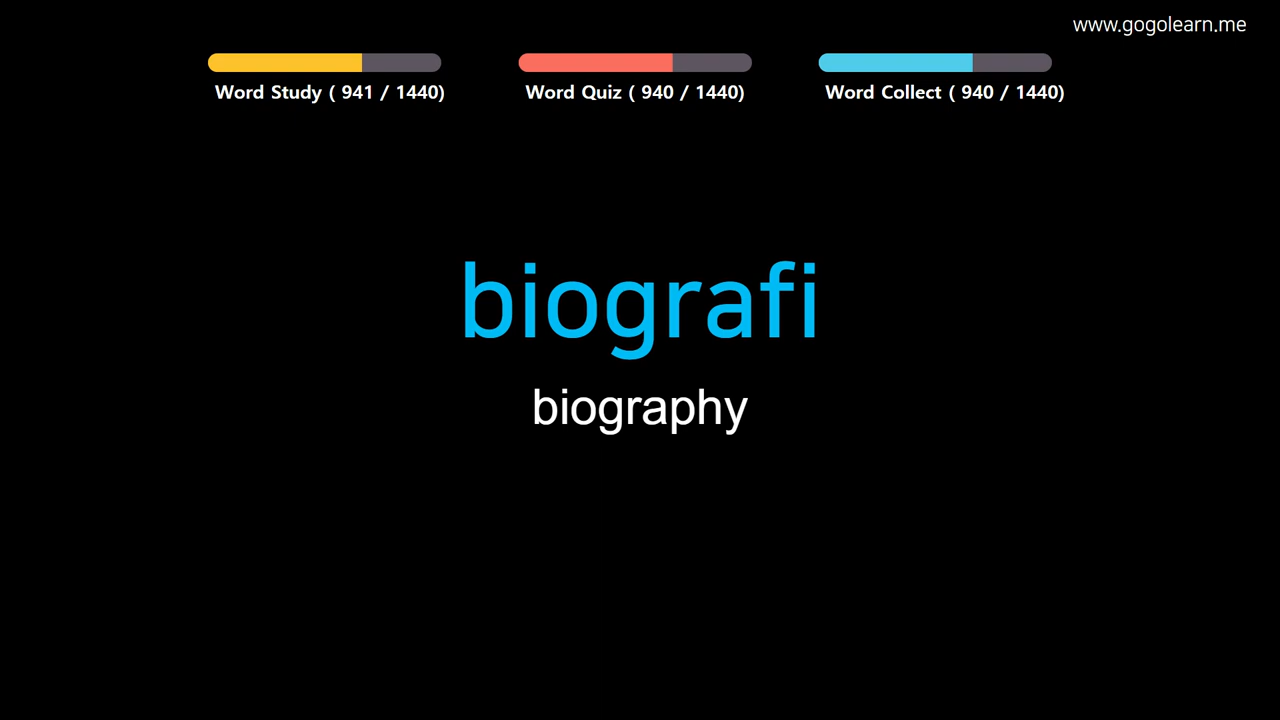 www.gogolearn.me
Word Study ( 941 / 1440)
Word Quiz ( 940 / 1440)
Word Collect ( 940 / 1440)
biografi
biography